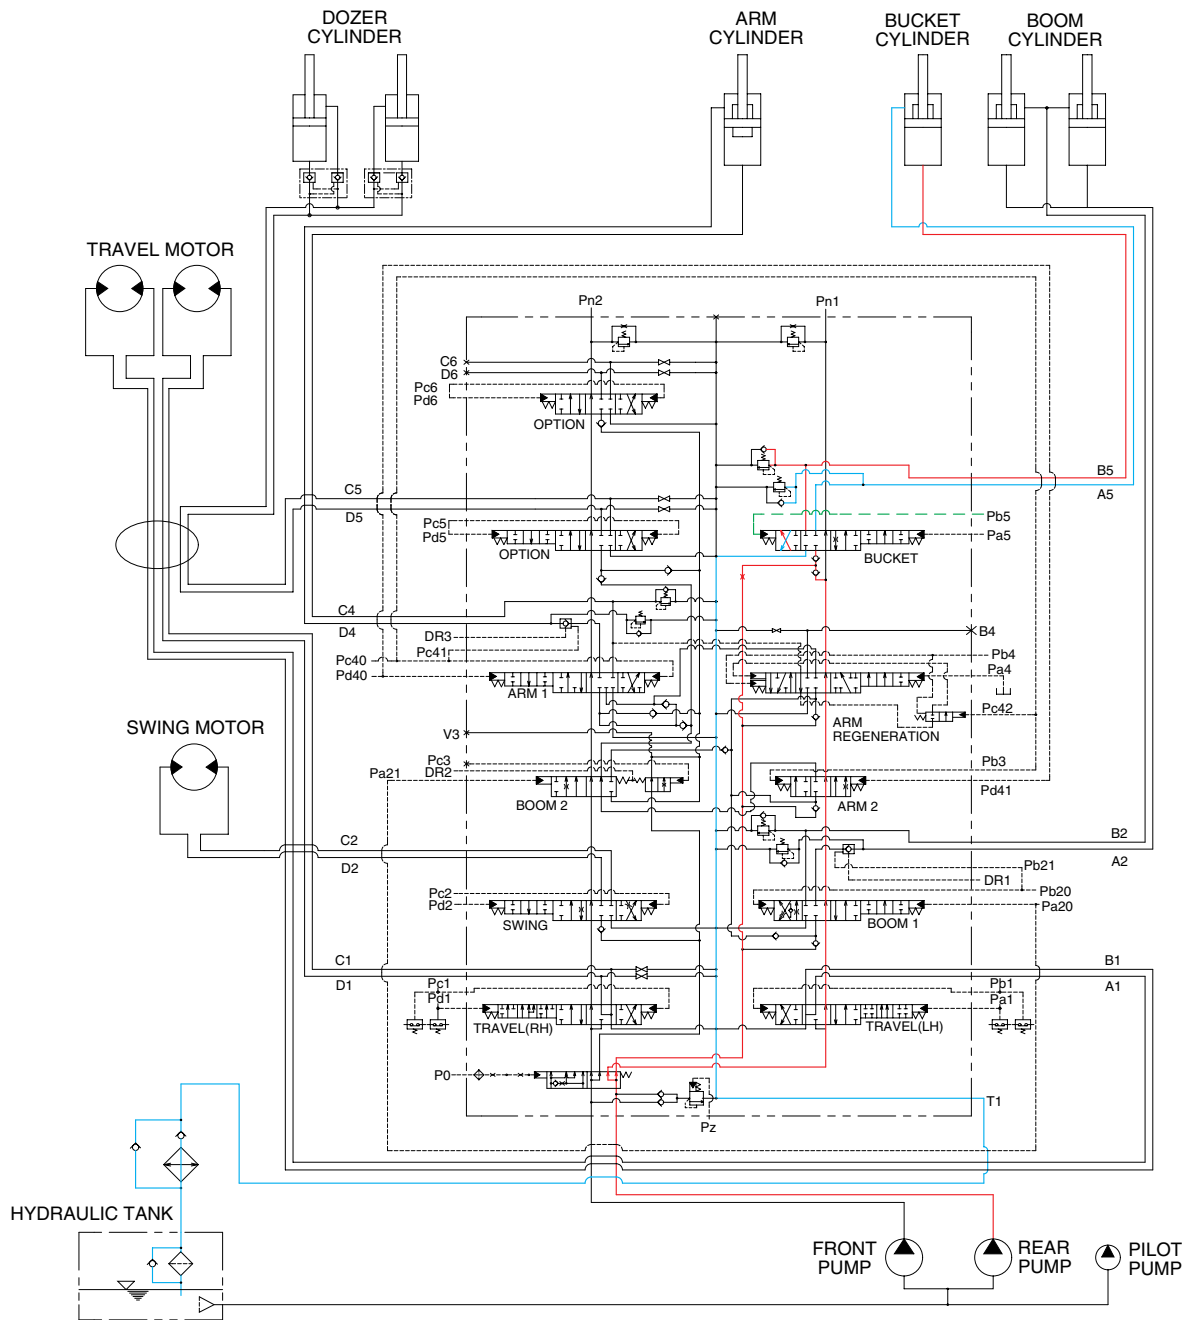 DOZER
CYLINDER
ARM
CYLINDER
BUCKET
CYLINDER
BOOM
CYLINDER
TRAVEL MOTOR
Pn2
Pn1
C6
D6
Pc6
Pd6
OPTION
B5
A5
C5
D5
Pb5
Pc5
Pd5
Pa5
OPTION
BUCKET
C4
D4
B4
DR3
Pc41
Pc40
Pd40
Pb4
Pa4
ARM 1
Pc42
ARM
REGENERATION
SWING MOTOR
V3
Pc3
DR2
Pa21
BOOM 2
Pb3
Pd41
ARM 2
C2
D2
B2
A2
Pb21
DR1
Pc2
Pd2
Pb20
Pa20
SWING
BOOM 1
C1
D1
B1
A1
Pc1
Pd1
Pb1
Pa1
TRAVEL(RH)
TRAVEL(LH)
P0
T1
Pz
HYDRAULIC TANK
FRONT
PUMP
REAR
PUMP
PILOT
PUMP